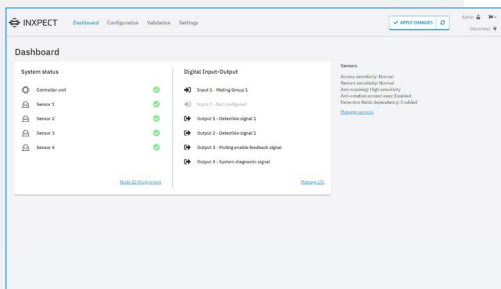 INXPECT
Dashboard Configuration Validation Settings
APPLY CHANGES
Admin
Disconnect
Dashboard
System status
Controller unit
Sensor 1
Sensor 2
Sensor 3
Sensor 4
Node ID Assignment
Digital Input-Output
Input 1 - Muting Group 1
Input 2 - Not configured
Output 1 - Detection signal 1
Output 2 - Detection signal 1
Output 3 - Muting enable feedback signal
Output 4 - System diagnostic signal
Manage I/O
Sensors
Access sensitivity: Normal
Restart sensitivity: Normal
Anti-masking: High sensitivity
Anti-rotation around axes: Enabled
Detection fields dependency: Enabled
Manage sensors